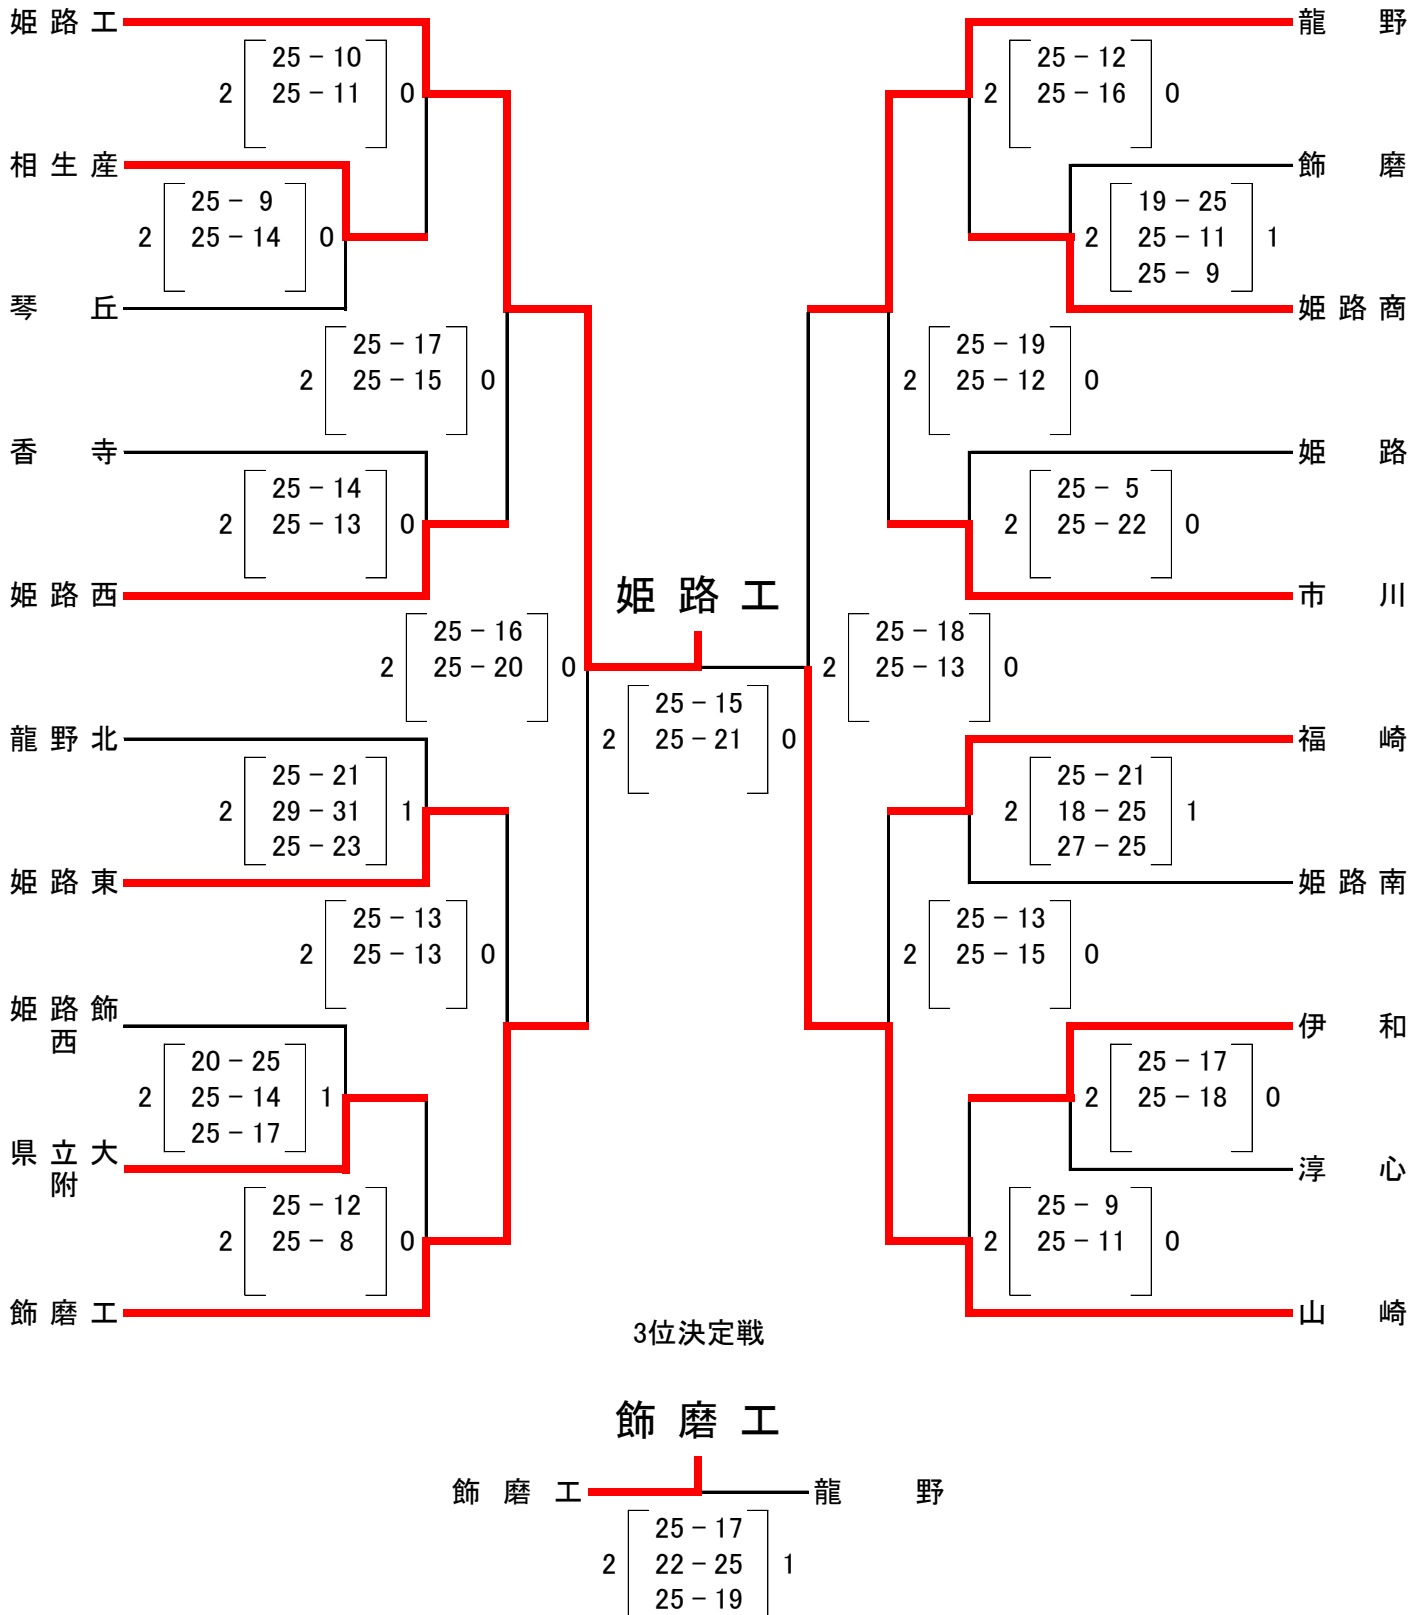 姫路工
2 25－10 0
25－11
相生産
2 25－9 0
25－14
琴丘
2 25－17 0
25－15
香寺
2 25－14 0
25－13
姫路西
2 25－16 0
25－20
龍野北
2 25－21 1
29－31
25－23
姫路東
2 25－13 0
25－13
姫路飾西
2 20－25 1
25－14
25－17
県立大附
2 25－12 0
25－8
飾磨工
姫路工
2 25－15 0
25－21
龍野
2 25－12 0
25－16
飾磨
2 19－25 1
25－11
25－9
姫路商
2 25－19 0
25－12
姫路
2 25－5 0
25－22
市川
2 25－18 0
25－13
福崎
2 25－21 1
18－25
27－25
姫路南
2 25－13 0
25－15
伊和
2 25－17 0
25－18
淳心
2 25－9 0
25－11
山崎
3位決定戦
飾磨工
飾磨工 龍野
2 25－17 1
22－25
25－19